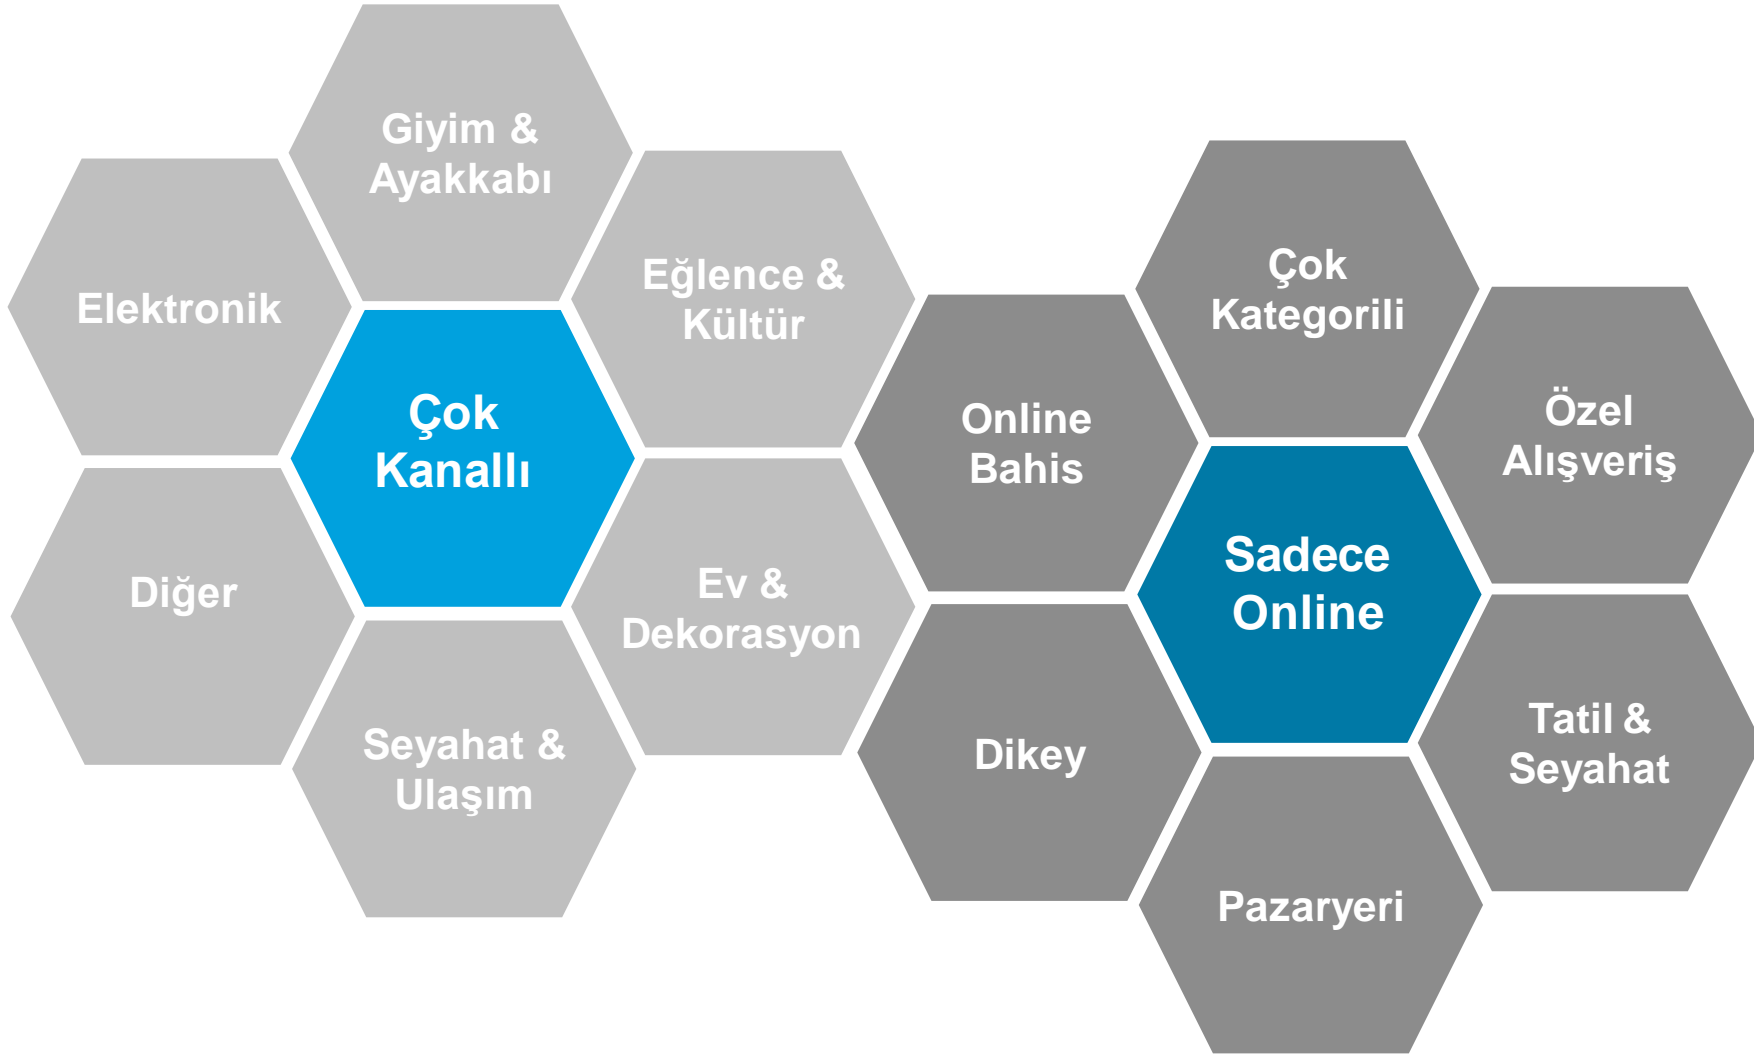 Giyim &
Ayakkabı
Elektronik
Eğlence &
Kültür
Çok
Kanallı
Diğer
Ev &
Dekorasyon
Seyahat &
Ulaşım
Çok
Kategorili
Online
Bahis
Özel
Alışveriş
Sadece
Online
Dikey
Tatil &
Seyahat
Pazaryeri